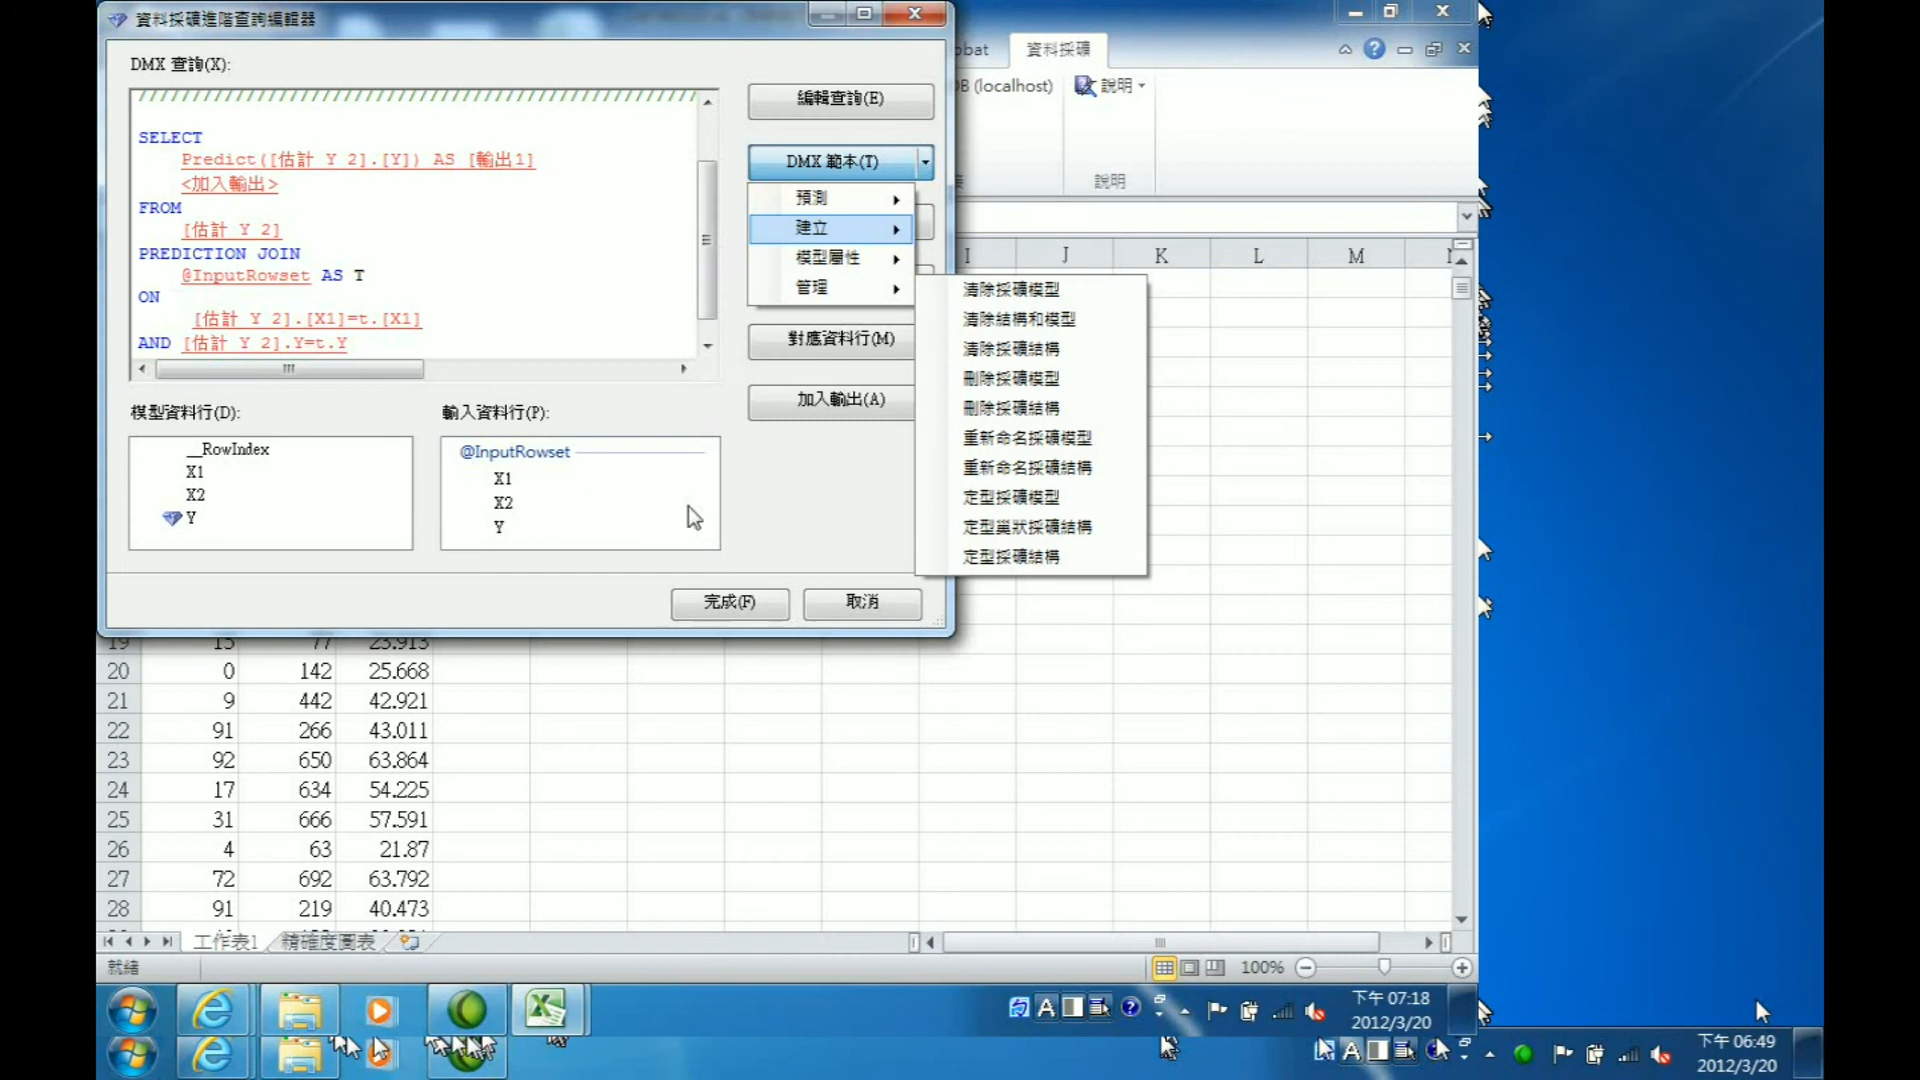 資料採礦進階查詢編輯器
DMX 查詢(X):
////////////////////////////////////////////////////
SELECT
Predict([估計 Y 2].[Y]) AS [輸出1]
<加入輸出>
FROM
[估計 Y 2]
PREDICTION JOIN
@InputRowset AS T
ON
[估計 Y 2].[X1]=t.[X1]
AND [估計 Y 2].Y=t.Y
編輯查詢(E)
DMX 範本(T)
預測
建立
模型屬性
管理
對應資料行(M)
加入輸出(A)
清除採礦模型
清除結構和模型
清除採礦結構
刪除採礦模型
刪除採礦結構
重新命名採礦模型
重新命名採礦結構
定型採礦模型
定型巢狀採礦結構
定型採礦結構
模型資料行(D):
__RowIndex
X1
X2
Y
輸入資料行(P):
@InputRowset
X1
X2
Y
完成(F)
取消
obat
資料採礦
DB (localhost)
說明
說明
I J K L M
19 15 77 23.913
20 0 142 25.668
21 9 442 42.921
22 91 266 43.011
23 92 650 63.864
24 17 634 54.225
25 31 666 57.591
26 4 63 21.87
27 72 692 63.792
28 91 219 40.473
工作表1 精確度圖表
就緒
100%
下午 07:18
2012/3/20
下午 06:49
2012/3/20